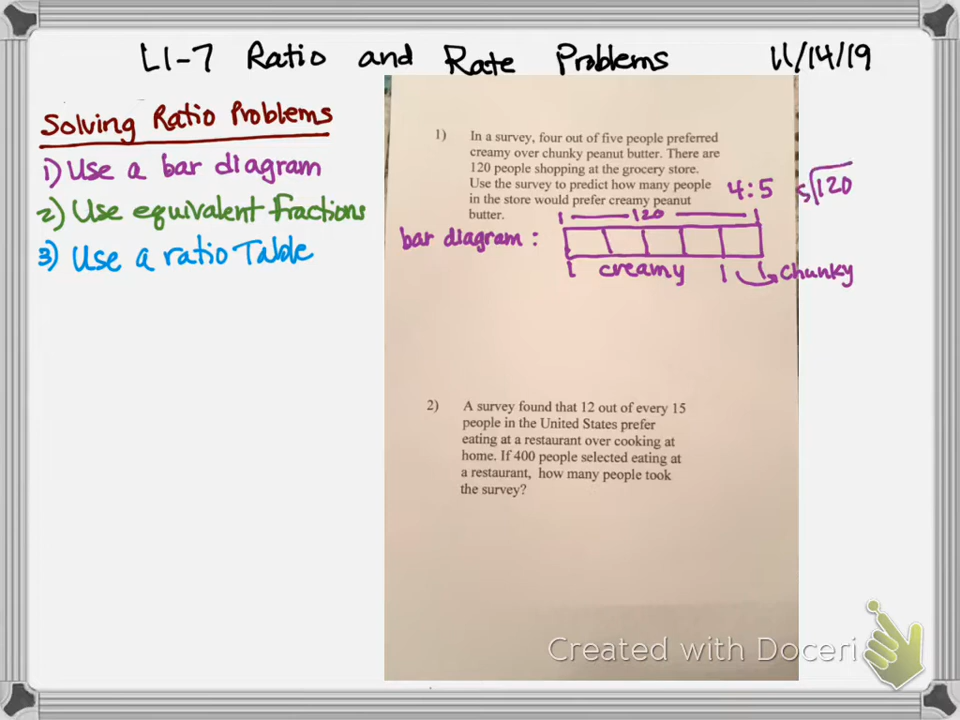 L1-7 Ratio and Rate Problems 11/14/19
Solving Ratio Problems
1) Use a bar diagram
2) Use equivalent fractions
3) Use a ratio Table
1) In a survey, four out of five people preferred
creamy over chunky peanut butter. There are
120 people shopping at the grocery store.
Use the survey to predict how many people
in the store would prefer creamy peanut
butter.
4:5 5√120
120
bar diagram :
creamy chunky
2) A survey found that 12 out of every 15
people in the United States prefer
eating at a restaurant over cooking at
home. If 400 people selected eating at
a restaurant, how many people took
the survey?
Created with Doceri